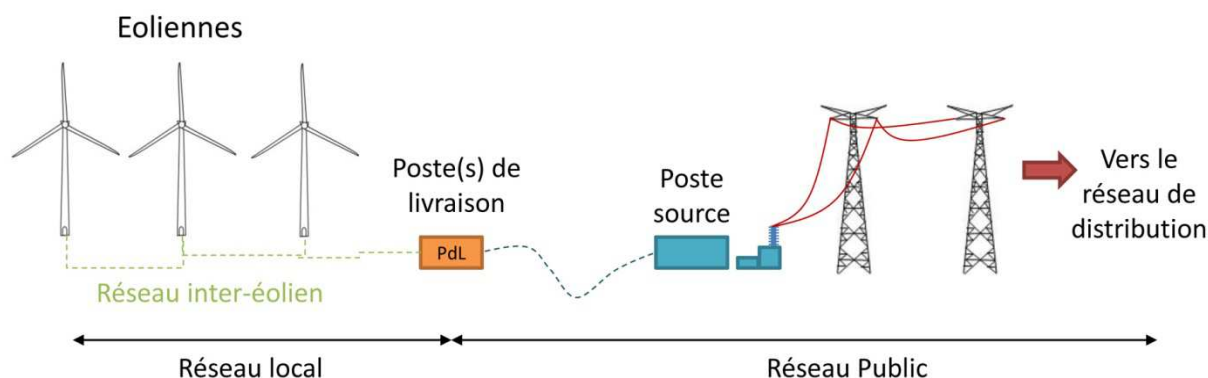 Eoliennes
Poste(s) de
livraison
PdL
Réseau inter-éolien
Poste
source
Vers le
réseau de
distribution
Réseau local
Réseau Public